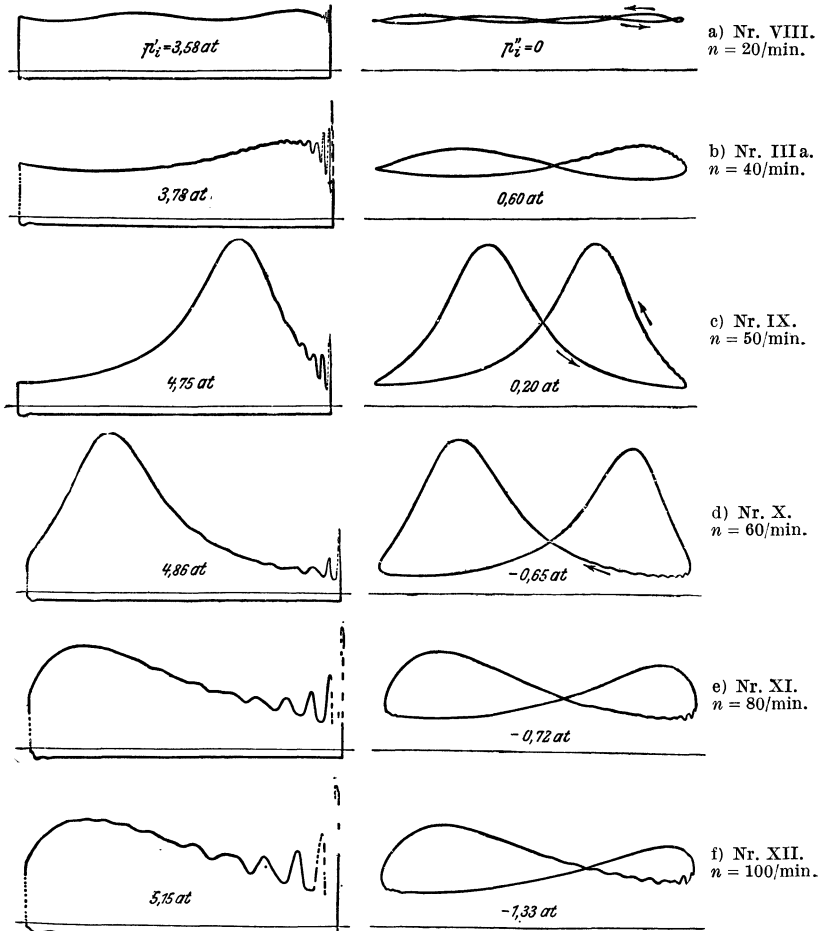 p'ᵢ = 3,58 at
p''ᵢ = 0
a) Nr. VIII.
n = 20/min.
3,78 at
0,60 at
b) Nr. III a.
n = 40/min.
4,75 at
0,20 at
c) Nr. IX.
n = 50/min.
4,86 at
-0,65 at
d) Nr. X.
n = 60/min.
-0,72 at
e) Nr. XI.
n = 80/min.
5,15 at
-1,33 at
f) Nr. XII.
n = 100/min.